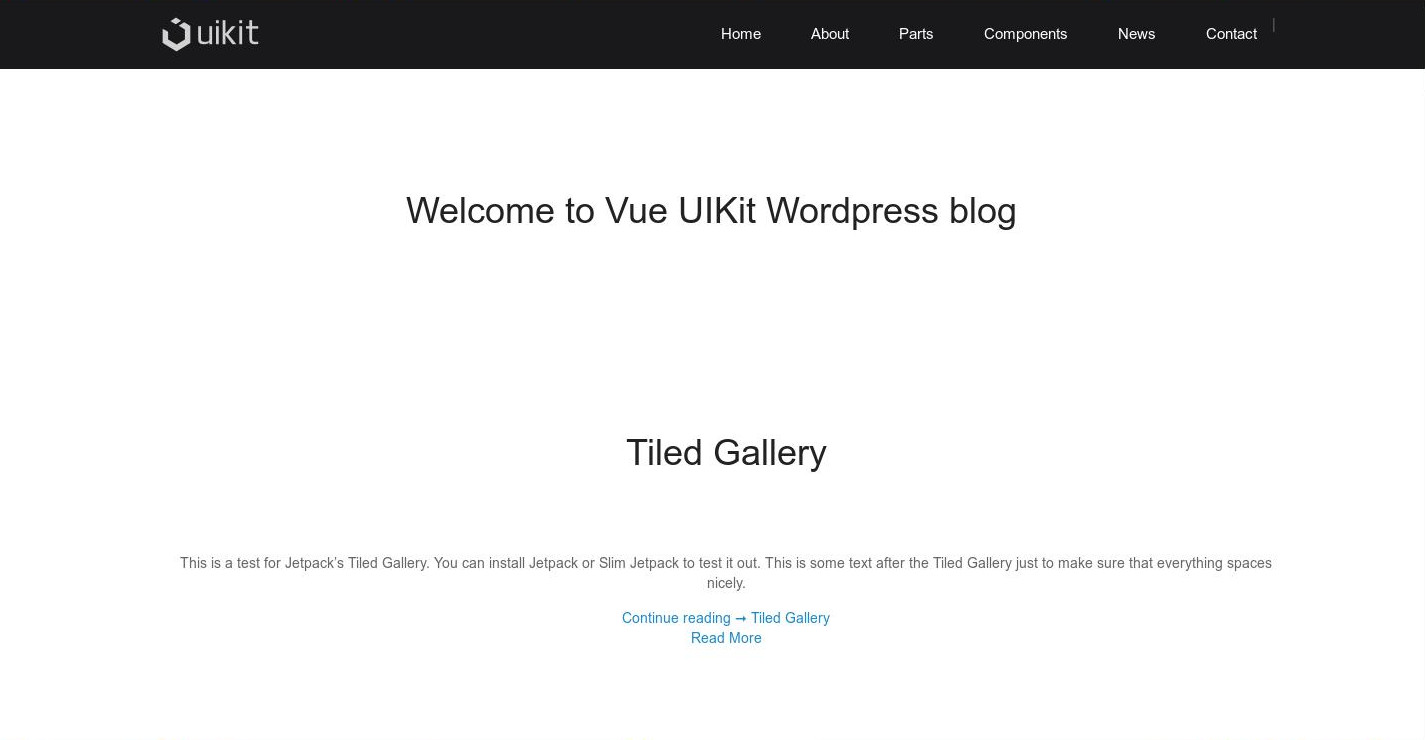 uikit
Home About Parts Components News Contact
Welcome to Vue UIKit Wordpress blog
Tiled Gallery
This is a test for Jetpack's Tiled Gallery. You can install Jetpack or Slim Jetpack to test it out. This is some text after the Tiled Gallery just to make sure that everything spaces
nicely.
Continue reading ➞ Tiled Gallery
Read More